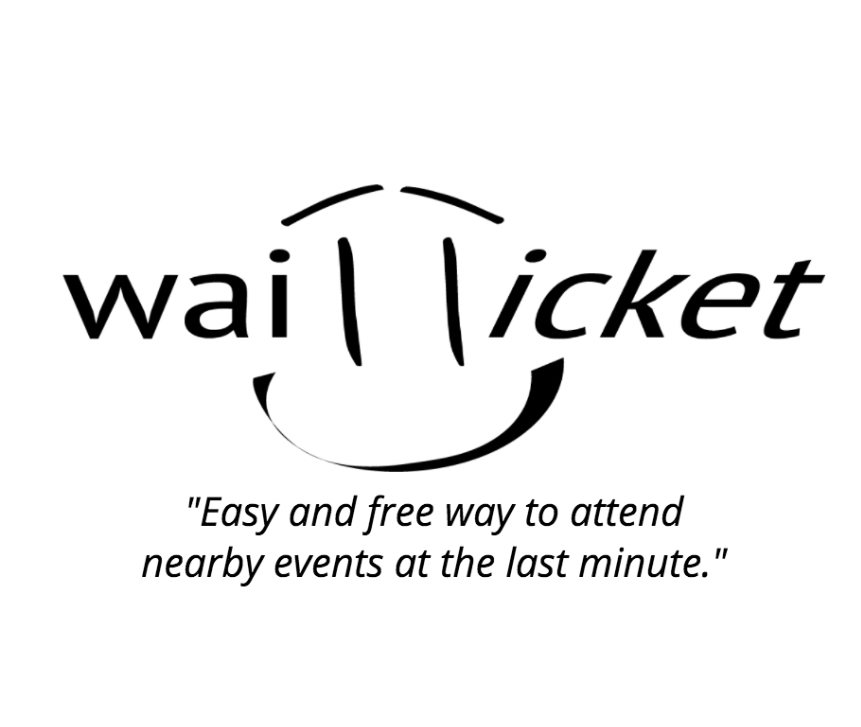 waitticket
"Easy and free way to attend
nearby events at the last minute."